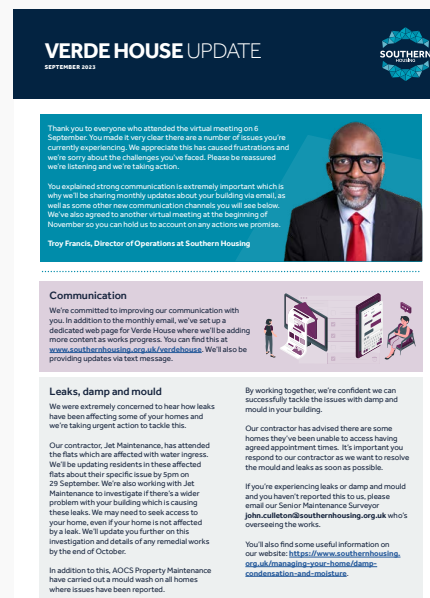 VERDE HOUSE UPDATE
SEPTEMBER 2023
SOUTHERN
HOUSING
Thank you to everyone who attended the virtual meeting on 6
September. You made it very clear there are a number of issues you're
currently experiencing. We appreciate this has caused frustrations and
we're sorry about the challenges you've faced. Please be reassured
we're listening and we're taking action.
You explained strong communication is extremely important which is
why we'll be sharing monthly updates about your building via email, as
well as some other new communication channels you will see below.
We've also agreed to another virtual meeting at the beginning of
November so you can hold us to account on any actions we promise.
Troy Francis, Director of Operations at Southern Housing
Communication
We're committed to improving our communication with
you. In addition to the monthly email, we've set up a
dedicated web page for Verde House where we'll be adding
more content as works progress. You can find this at
www.southernhousing.org.uk/verdehouse. We'll also be
providing updates via text message.
Leaks, damp and mould
We were extremely concerned to hear how leaks
have been affecting some of your homes and
we're taking urgent action to tackle this.
Our contractor, Jet Maintenance, has attended
the flats which are affected with water ingress.
We'll be updating residents in these affected
flats about their specific issue by 5pm on
29 September. We're also working with Jet
Maintenance to investigate if there's a wider
problem with your building which is causing
these leaks. We may need to seek access to
your home, even if your home is not affected
by a leak. We'll update you further on this
investigation and details of any remedial works
by the end of October.
In addition to this, AOCS Property Maintenance
have carried out a mould wash on all homes
where issues have been reported.
By working together, we're confident we can
successfully tackle the issues with damp and
mould in your building.
Our contractor has advised there are some
homes they've been unable to access having
agreed appointment times. It's important you
respond to our contractor as we want to resolve
the mould and leaks as soon as possible.
If you're experiencing leaks or damp and mould
and you haven't reported this to us, please
email our Senior Maintenance Surveyor
john.culleton@southernhousing.org.uk who's
overseeing the works.
You'll also find some useful information on
our website: https://www.southernhousing.
org.uk/managing-your-home/damp-
condensation-and-moisture.